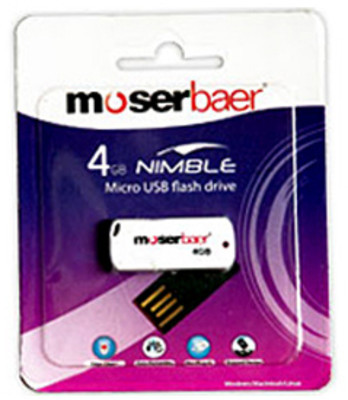 moserbaer
4GB NIMBLE
Micro USB flash drive
moserbaer
4GB